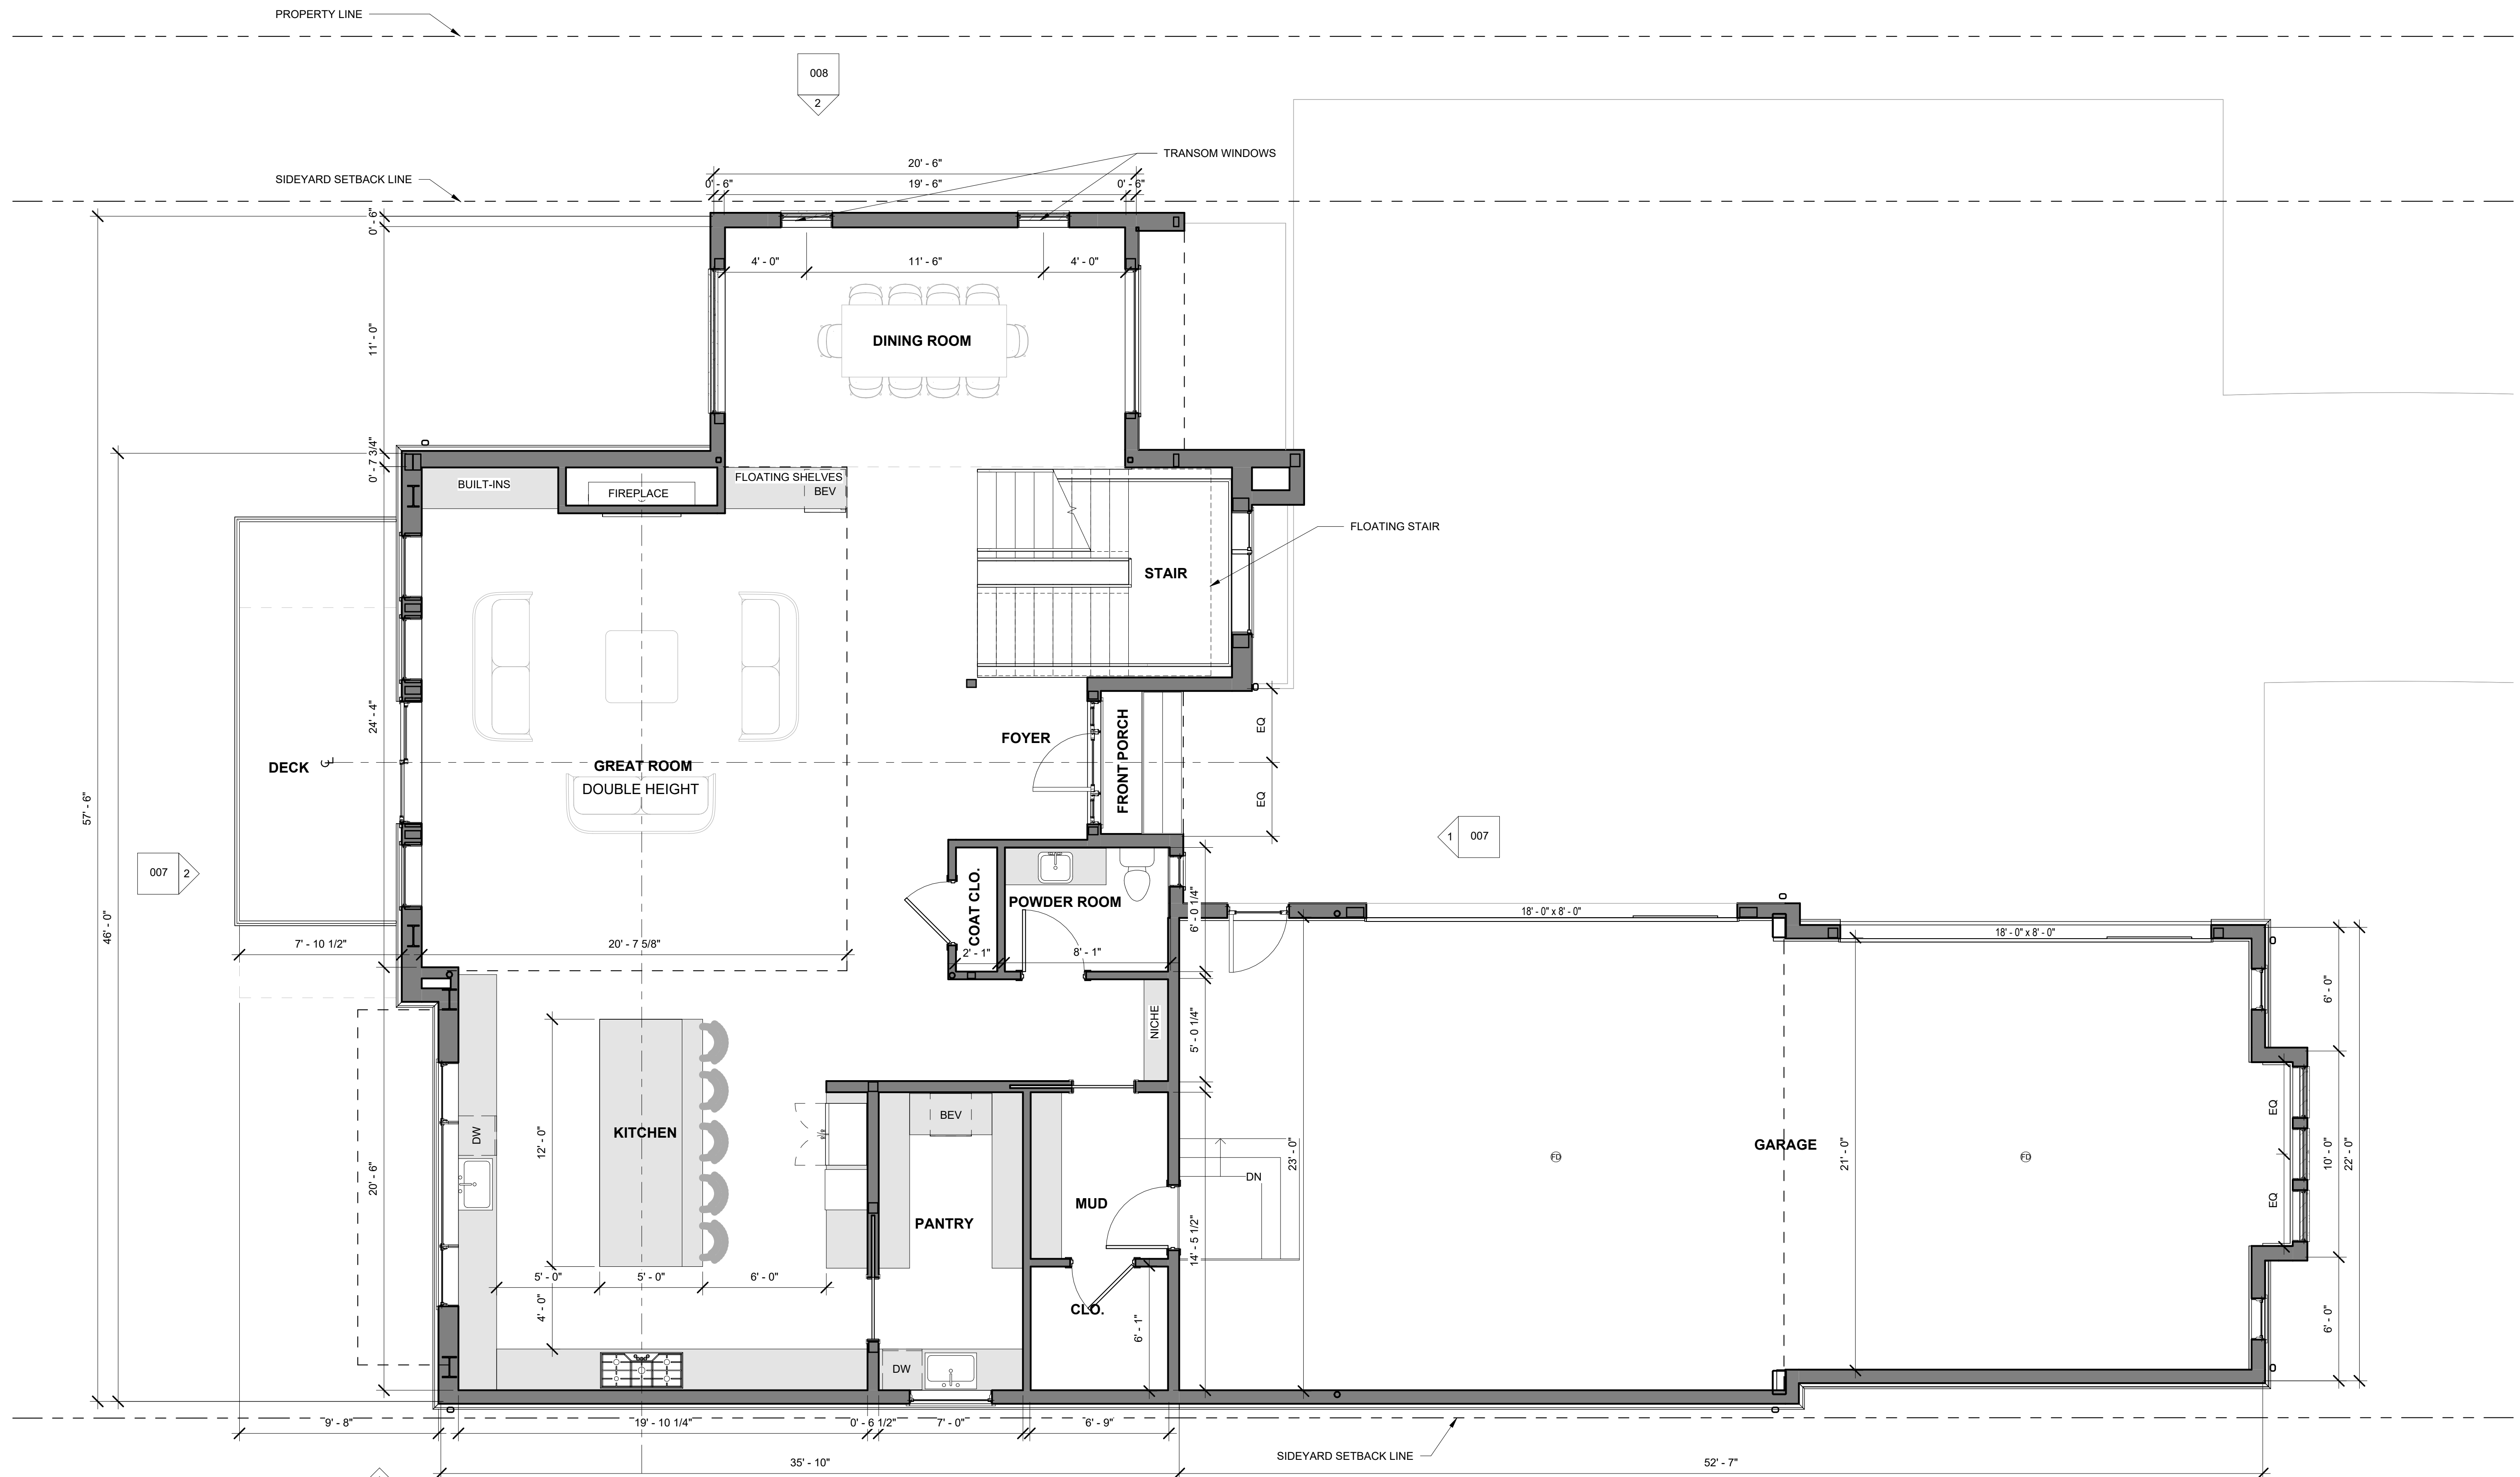 PROPERTY LINE
008
2
TRANSOM WINDOWS
20' - 6"
SIDEYARD SETBACK LINE
0' - 6"
19' - 6"
0' - 6"
0' - 6"
4' - 0"
11' - 6"
4' - 0"
11' - 0"
DINING ROOM
0' - 7 3/4"
BUILT-INS
FIREPLACE
FLOATING SHELVES
BEV
FLOATING STAIR
STAIR
24' - 4"
FOYER
FRONT PORCH
EQ
DECK
GREAT ROOM
DOUBLE HEIGHT
EQ
57' - 6"
1
007
007
2
46' - 0"
COAT CLO.
POWDER ROOM
6' - 0 1/4"
18' - 0" x 8' - 0"
18' - 0" x 8' - 0"
7' - 10 1/2"
20' - 7 5/8"
2' - 1"
8' - 1"
6' - 0"
NICHE
5' - 0 1/4"
BEV
DW
KITCHEN
12' - 0"
EQ
GARAGE
23' - 0"
21' - 0"
10' - 0"
22' - 0"
FD
FD
DN
20' - 6"
MUD
PANTRY
EQ
14' - 5 1/2"
5' - 0"
5' - 0"
6' - 0"
4' - 0"
CLO.
6' - 1"
6' - 0"
DW
9' - 8"
19' - 10 1/4"
0' - 6 1/2"
7' - 0"
6' - 9"
SIDEYARD SETBACK LINE
35' - 10"
52' - 7"